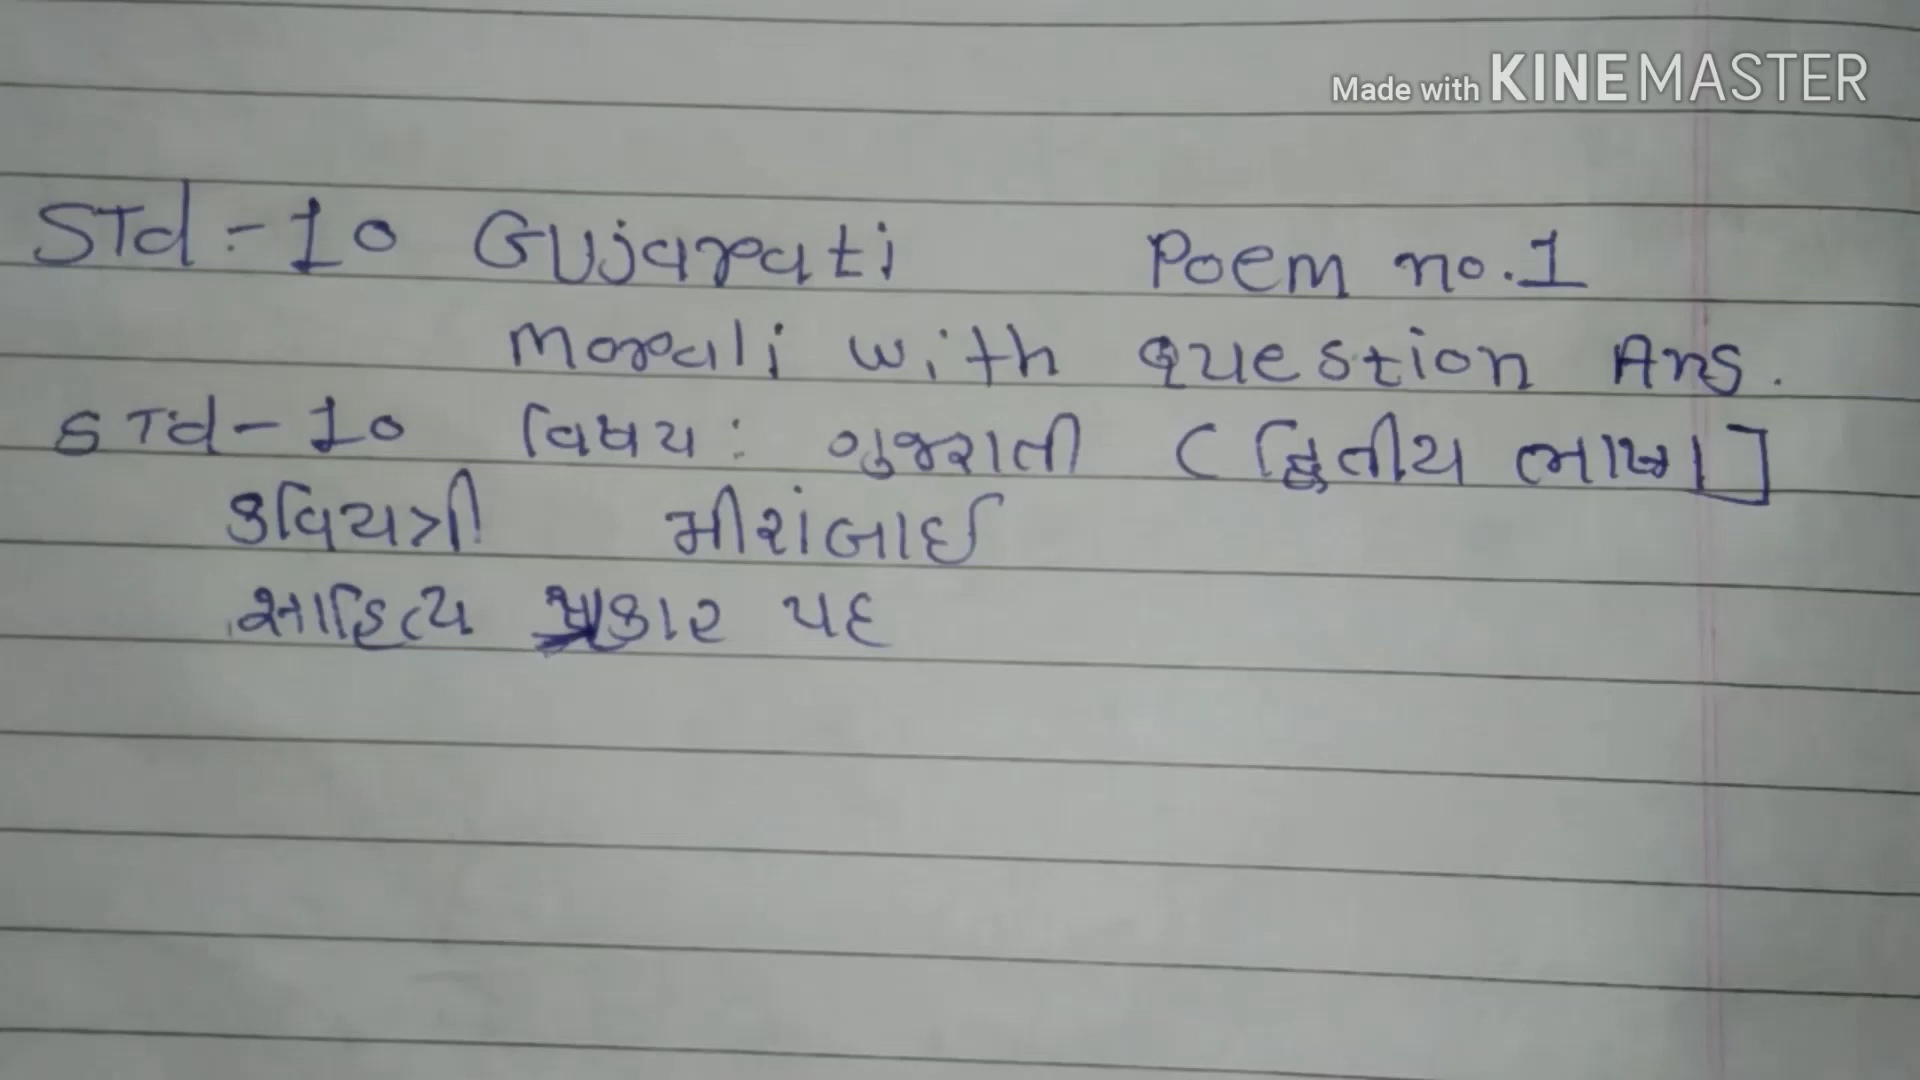 Made with KINEMASTER
STd - 10 Gujarati Poem no. 1
Morali with question Ans.
STd - 10 વિષય : ગુજરાતી ( દ્વિતીય ભાષા ]
કવિયત્રી મીરાંબાઈ
સાહિત્ય પ્રકાર પદ